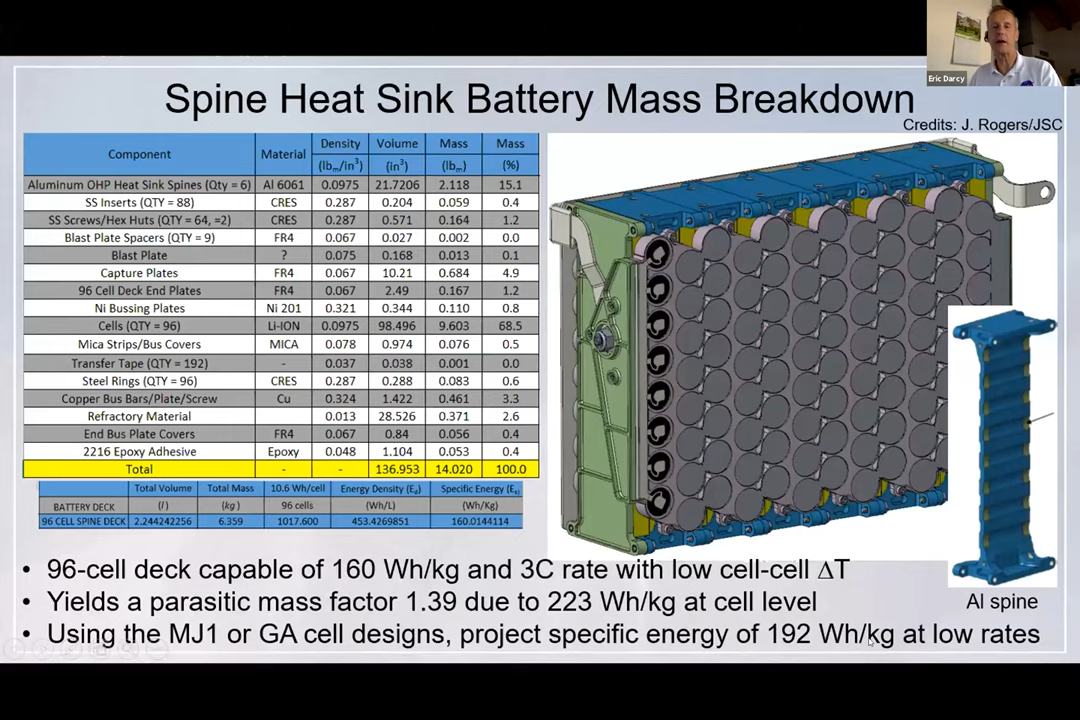 Eric Darcy
Spine Heat Sink Battery Mass Breakdown
Credits: J. Rogers/JSC
Component Material Density (lbm/in³) Volume (in³) Mass (lbm) Mass (%)
Aluminum OHP Heat Sink Spines (Qty = 6) Al 6061 0.0975 21.7206 2.118 15.1
SS Inserts (QTY = 88) CRES 0.287 0.204 0.059 0.4
SS Screws/Hex Huts (QTY = 64, =2) CRES 0.287 0.571 0.164 1.2
Blast Plate Spacers (QTY = 9) FR4 0.067 0.027 0.002 0.0
Blast Plate ? 0.075 0.168 0.013 0.1
Capture Plates FR4 0.067 10.21 0.684 4.9
96 Cell Deck End Plates FR4 0.067 2.49 0.167 1.2
Ni Bussing Plates Ni 201 0.321 0.344 0.110 0.8
Cells (QTY = 96) Li-ION 0.0975 98.496 9.603 68.5
Mica Strips/Bus Covers MICA 0.078 0.974 0.076 0.5
Transfer Tape (QTY = 192) - 0.037 0.038 0.001 0.0
Steel Rings (QTY = 96) CRES 0.287 0.288 0.083 0.6
Copper Bus Bars/Plate/Screw Cu 0.324 1.422 0.461 3.3
Refractory Material 0.013 28.526 0.371 2.6
End Bus Plate Covers FR4 0.067 0.84 0.056 0.4
2216 Epoxy Adhesive Epoxy 0.048 1.104 0.053 0.4
Total - - 136.953 14.020 100.0
Total Volume Total Mass 10.6 Wh/cell Energy Density (Ed) Specific Energy (Es)
BATTERY DECK (l) (kg) 96 cells (Wh/L) (Wh/Kg)
96 CELL SPINE DECK 2.244242256 6.359 1017.600 453.4269851 160.0144114
• 96-cell deck capable of 160 Wh/kg and 3C rate with low cell-cell ΔT
• Yields a parasitic mass factor 1.39 due to 223 Wh/kg at cell level
• Using the MJ1 or GA cell designs, project specific energy of 192 Wh/kg at low rates
Al spine